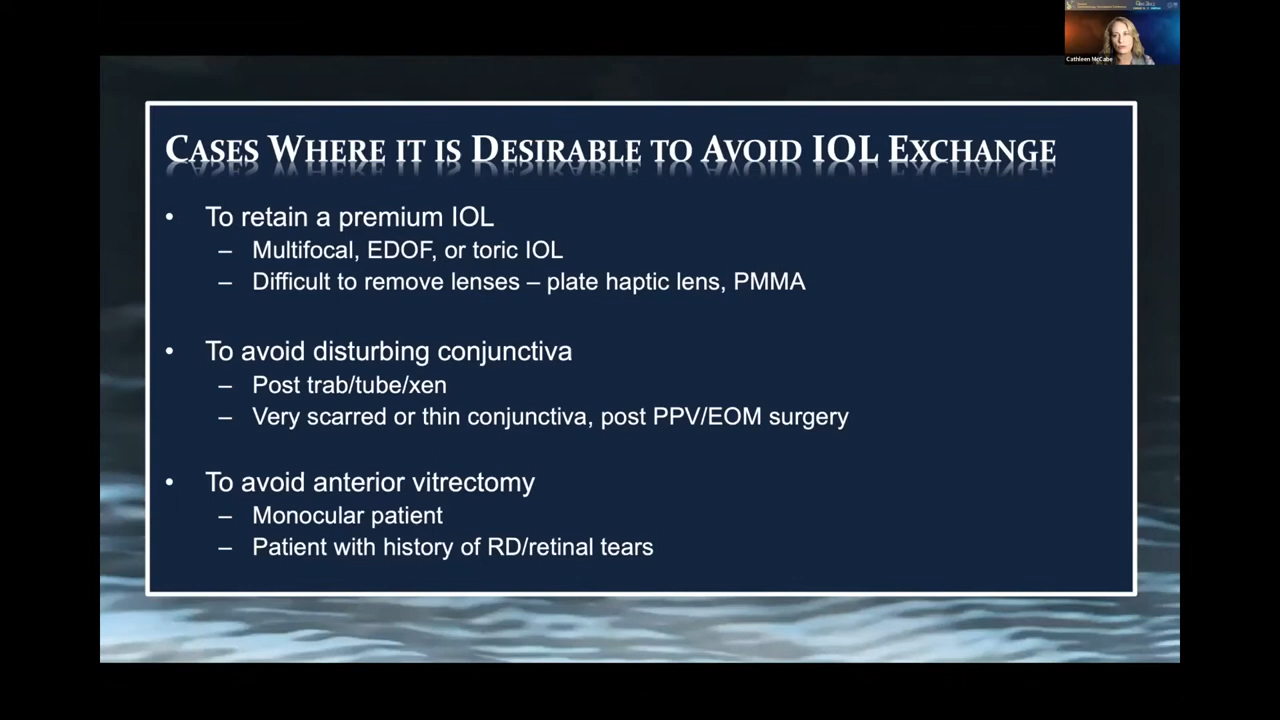 Cathleen McCabe
CASES WHERE IT IS DESIRABLE TO AVOID IOL EXCHANGE
• To retain a premium IOL
– Multifocal, EDOF, or toric IOL
– Difficult to remove lenses – plate haptic lens, PMMA
• To avoid disturbing conjunctiva
– Post trab/tube/xen
– Very scarred or thin conjunctiva, post PPV/EOM surgery
• To avoid anterior vitrectomy
– Monocular patient
– Patient with history of RD/retinal tears